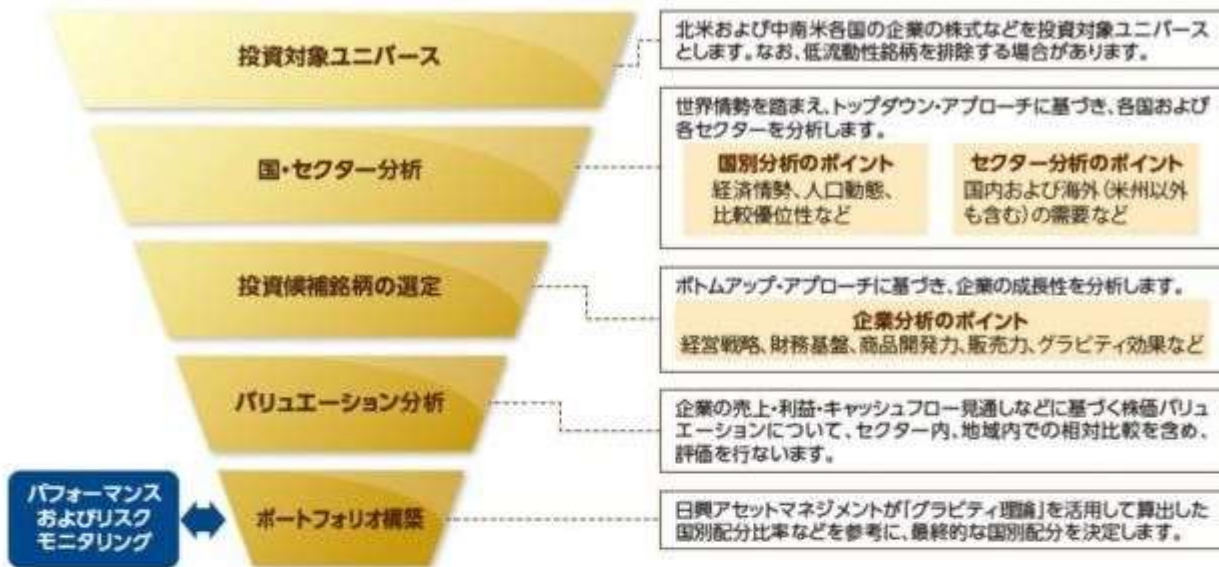 投資対象ユニバース
北米および中南米各国の企業の株式などを投資対象ユニバース
とします。なお、低流動性銘柄を排除する場合があります。
国・セクター分析
世界情勢を踏まえ、トップダウン・アプローチに基づき、各国および
各セクターを分析します。
国別分析のポイント
経済情勢、人口動態、
比較優位性など
セクター分析のポイント
国内および海外(米州以外
も含む)の需要など
投資候補銘柄の選定
ボトムアップ・アプローチに基づき、企業の成長性を分析します。
企業分析のポイント
経営戦略、財務基盤、商品開発力、販売力、グラビティ効果など
バリュエーション分析
企業の売上・利益・キャッシュフロー見通しなどに基づく株価バリュ
エーションについて、セクター内、地域内での相対比較を含め、
評価を行ないます。
パフォーマンス
およびリスク
モニタリング
ポートフォリオ構築
日興アセットマネジメントが「グラビティ理論」を活用して算出した
国別配分比率などを参考に、最終的な国別配分を決定します。